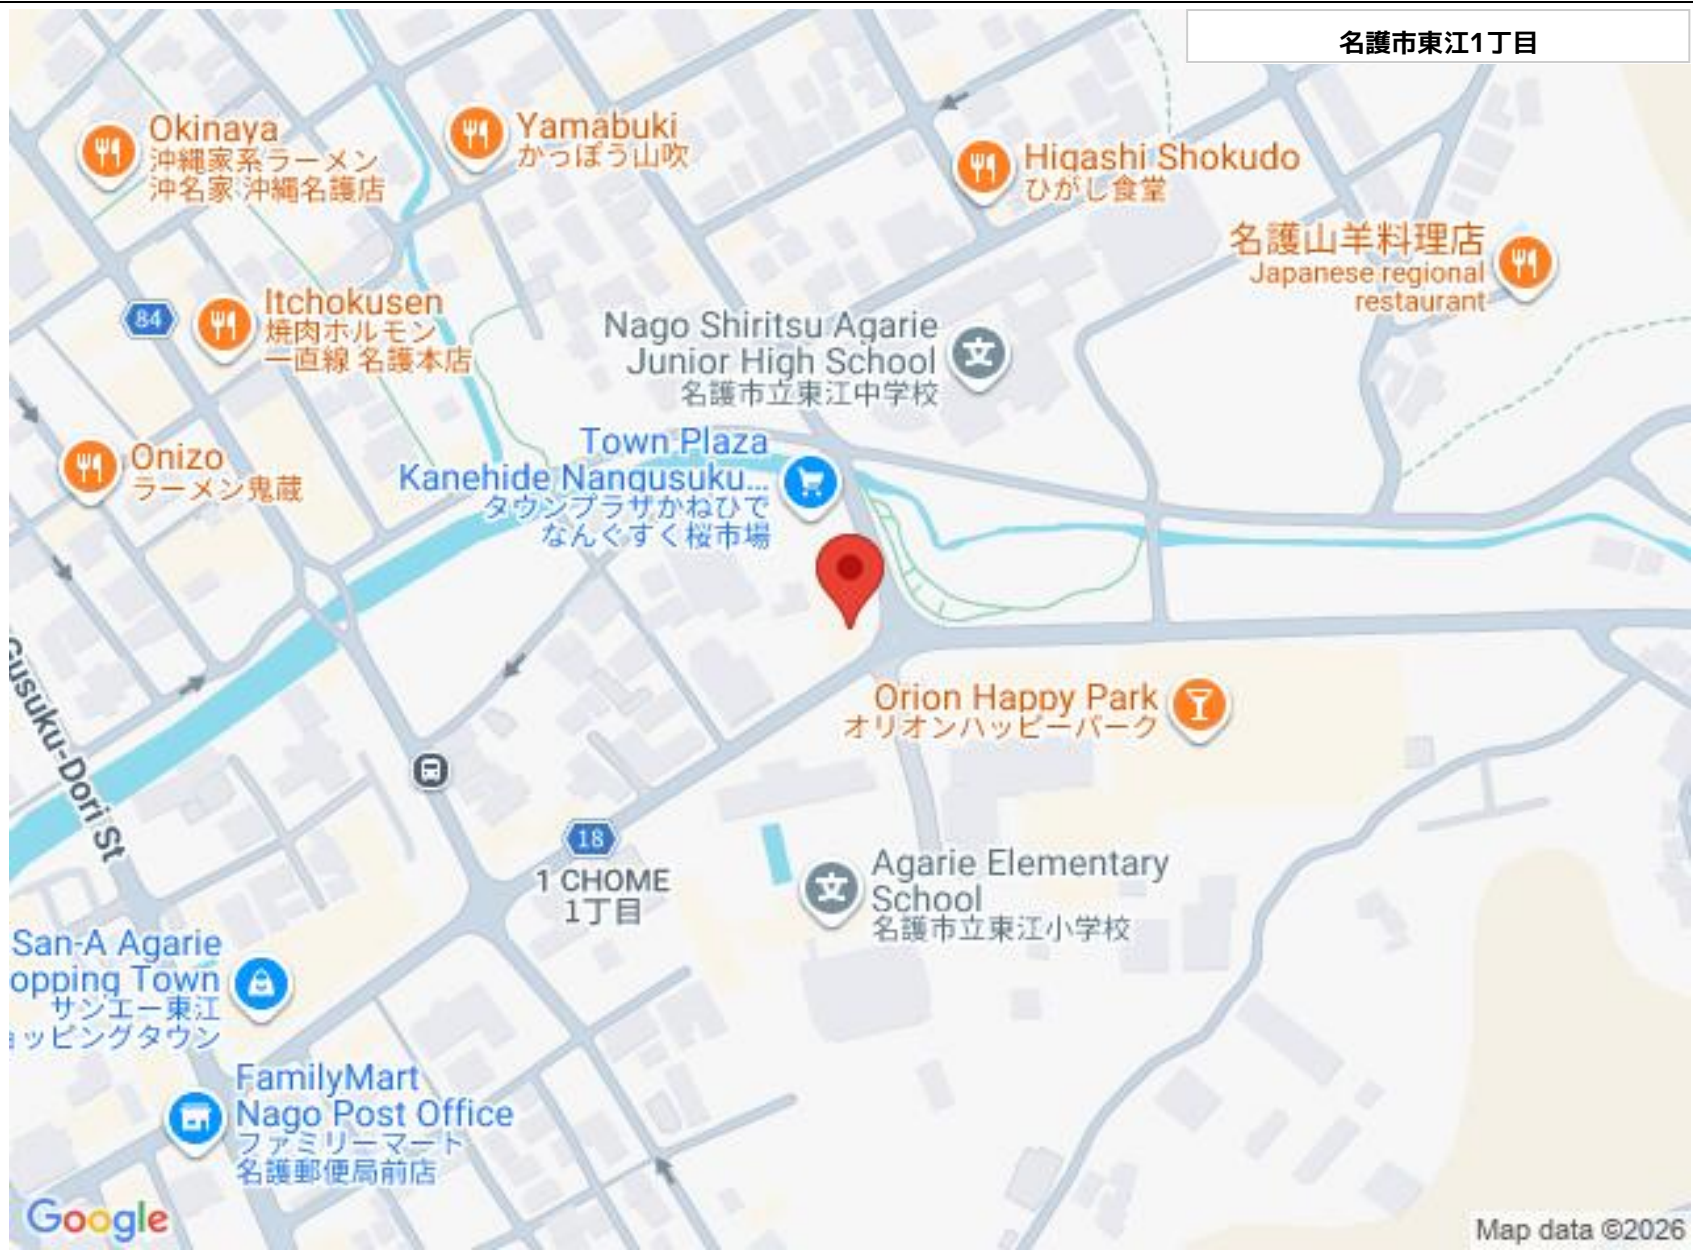 名護市東江1丁目
Okinaya
沖縄家系ラーメン
沖名家 沖縄名護店
Yamabuki
かっぽう山吹
Higashi Shokudo
ひがし食堂
名護山羊料理店
Japanese regional
restaurant
84
Itchokusen
焼肉ホルモン
一直線 名護本店
Nago Shiritsu Agarie
Junior High School
名護市立東江中学校
Onizo
ラーメン鬼蔵
Town Plaza
Kanehide Nangusuku...
タウンプラザかねひで
なんぐすく桜市場
Gusuku-Dori St
Orion Happy Park
オリオンハッピーパーク
18
1 CHOME
1丁目
Agarie Elementary
School
名護市立東江小学校
San-A Agarie
opping Town
サンエー東江
ョッピングタウン
FamilyMart
Nago Post Office
ファミリーマート
名護郵便局前店
Google
Map data ©2026